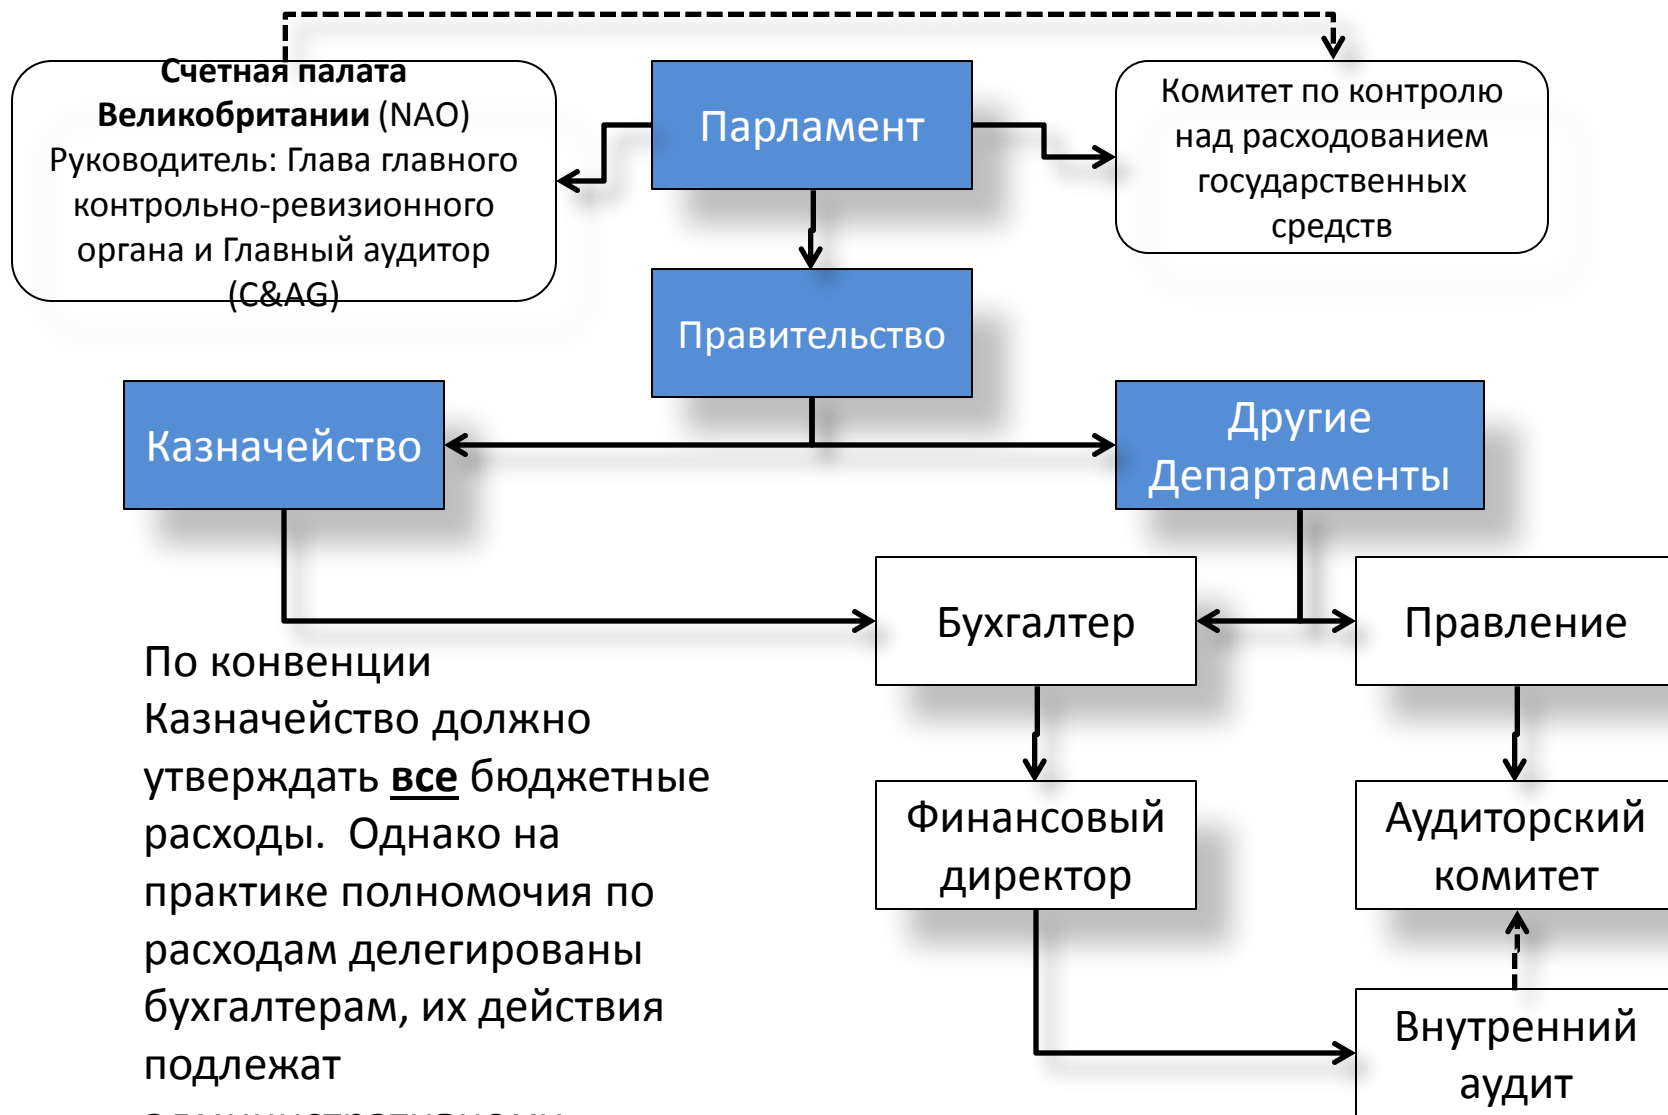 Счетная палата
Великобритании (NAO)
Руководитель: Глава главного
контрольно-ревизионного
органа и Главный аудитор
(C&AG)
Парламент
Комитет по контролю
над расходованием
государственных
средств
Правительство
Казначейство
Другие
Департаменты
Бухгалтер
Правление
По конвенции
Казначейство должно
утверждать все бюджетные
расходы. Однако на
практике полномочия по
расходам делегированы
бухгалтерам, их действия
подлежат
Финансовый
директор
Аудиторский
комитет
Внутренний
аудит